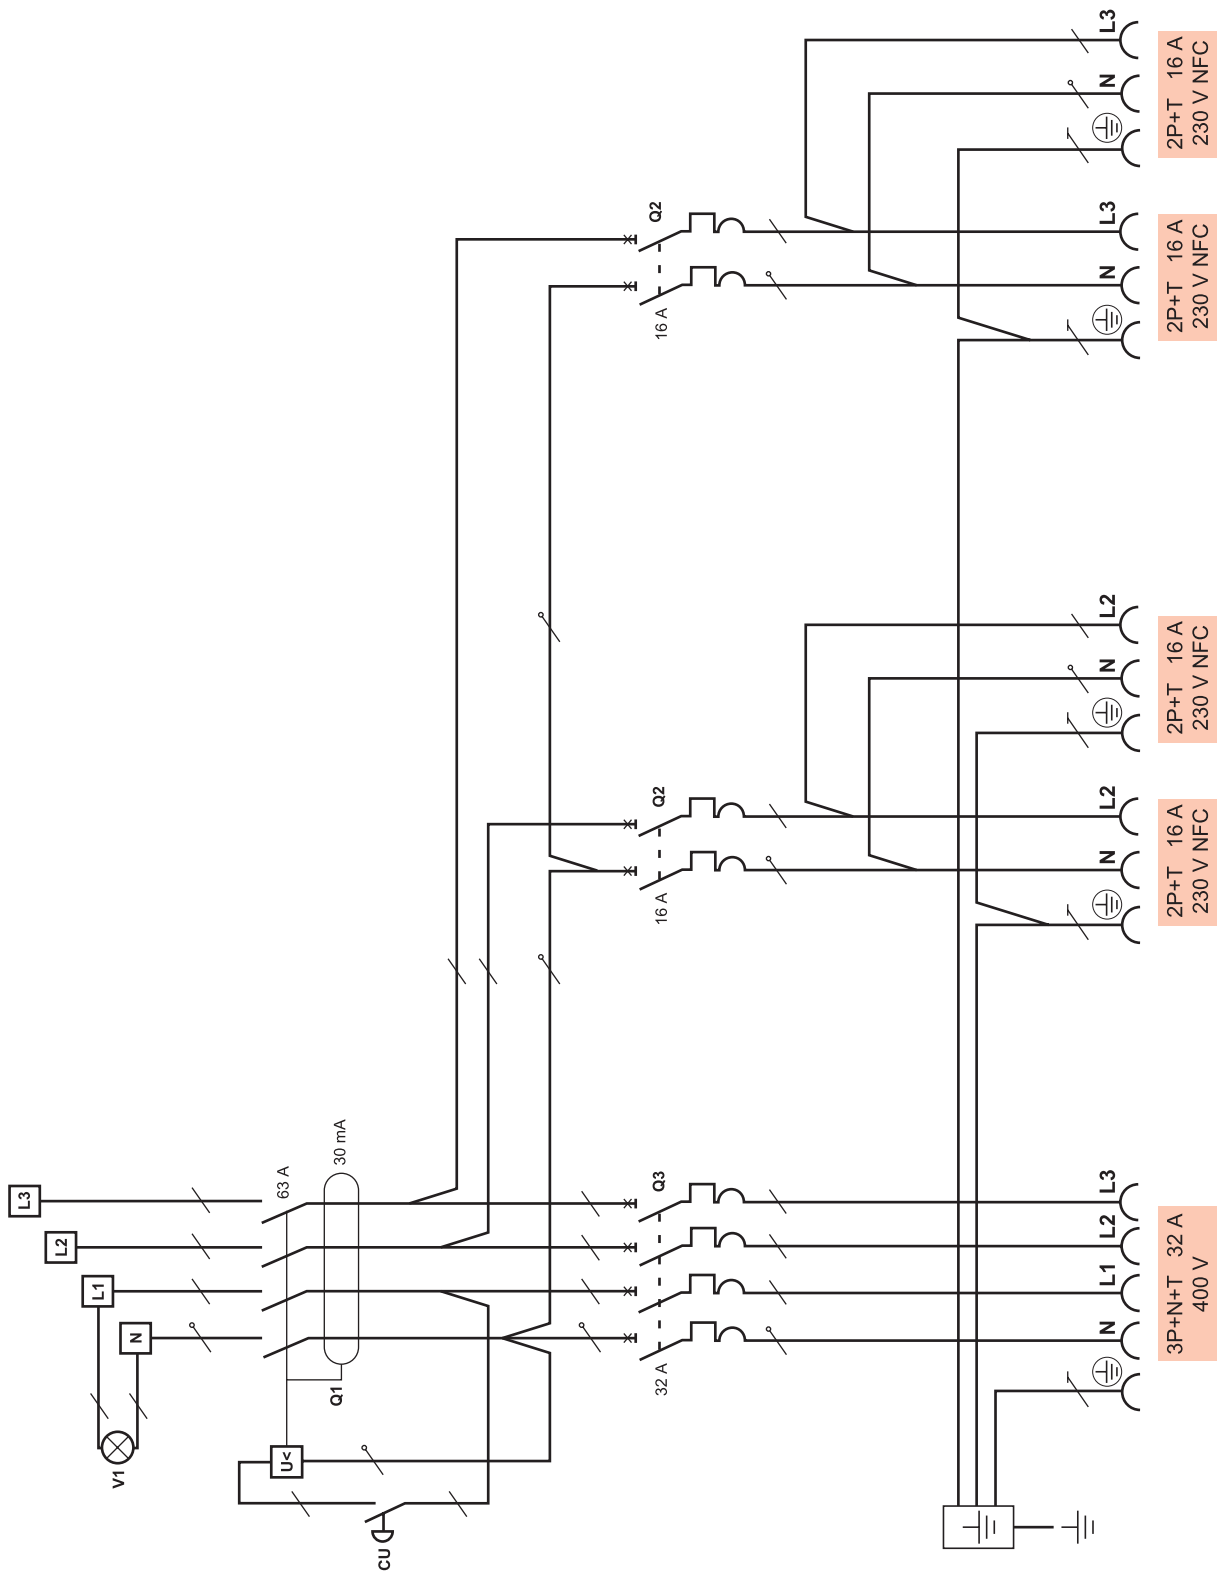 V1
N
L1
L2
L3
CU
U<
Q1
63 A
30 mA
32 A
Q3
16 A
Q2
16 A
Q2
N
L1
L2
L3
N
L2
N
L2
N
L3
N
L3
3P+N+T 32 A
400 V
2P+T 16 A
230 V NFC
2P+T 16 A
230 V NFC
2P+T 16 A
230 V NFC
2P+T 16 A
230 V NFC